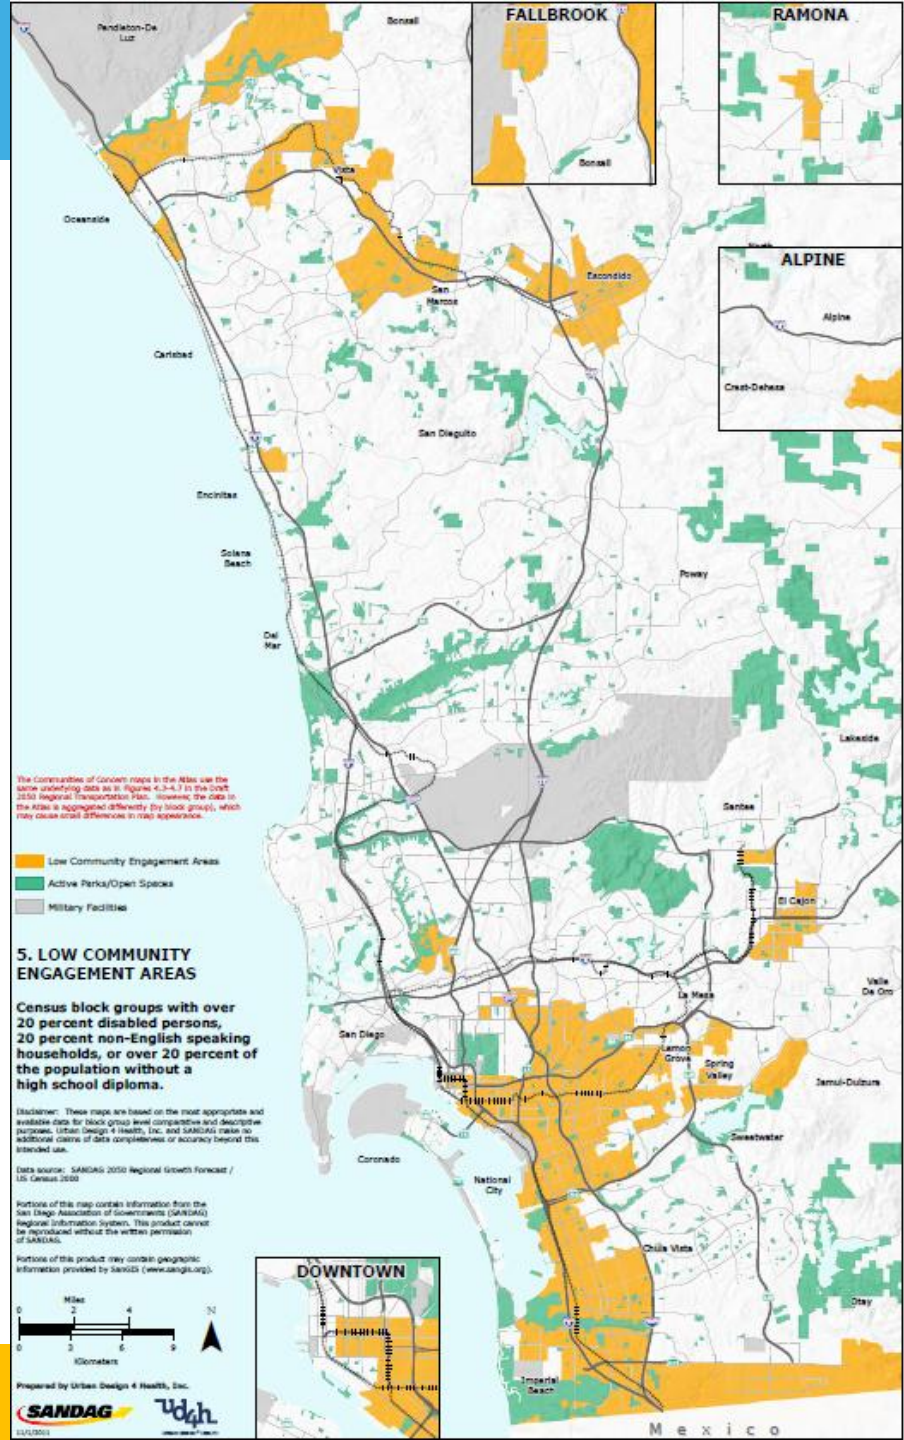 FALLBROOK
RAMONA
Pendleton-De
Luz
Bonsall
Bonsall
Vista
Oceanside
North
ALPINE
Alpine
Crest-Dehesa
Escondido
San
Marcos
Carlsbad
San Dieguito
Encinitas
Solana
Beach
Poway
Del
Mar
Lakeside
The Communities of Concern maps in the Atlas use the
same underlying data as in Figures 4.3-4.7 in the Draft
2050 Regional Transportation Plan. However, the data in
the Atlas is aggregated differently (by block group), which
may cause small differences in map appearance.
Santee
Low Community Engagement Areas
Active Parks/Open Spaces
Military Facilities
El Cajon
5. LOW COMMUNITY
ENGAGEMENT AREAS
Census block groups with over
20 percent disabled persons,
20 percent non-English speaking
households, or over 20 percent of
the population without a
high school diploma.
Valle
De Oro
La Mesa
San Diego
Lemon
Grove
Spring
Valley
Jamul-Dulzura
Disclaimer: These maps are based on the most appropriate and
available data for block group level comparative and descriptive
purposes. Urban Design 4 Health, Inc. and SANDAG make no
additional claims of data completeness or accuracy beyond this
intended use.
Sweetwater
Coronado
Data source: SANDAG 2050 Regional Growth Forecast /
US Census 2000
National
City
Portions of this map contain information from the
San Diego Association of Governments (SANDAG)
Regional Information System. This product cannot
be reproduced without the written permission
of SANDAG.
Chula Vista
Portions of this product may contain geographic
information provided by SanGIS (www.sangis.org).
DOWNTOWN
Otay
Miles
0 2 4
N
0 3 6 9
Kilometers
Imperial
Beach
Prepared by Urban Design 4 Health, Inc.
SANDAG
ud4h
11/1/2011
Mexico